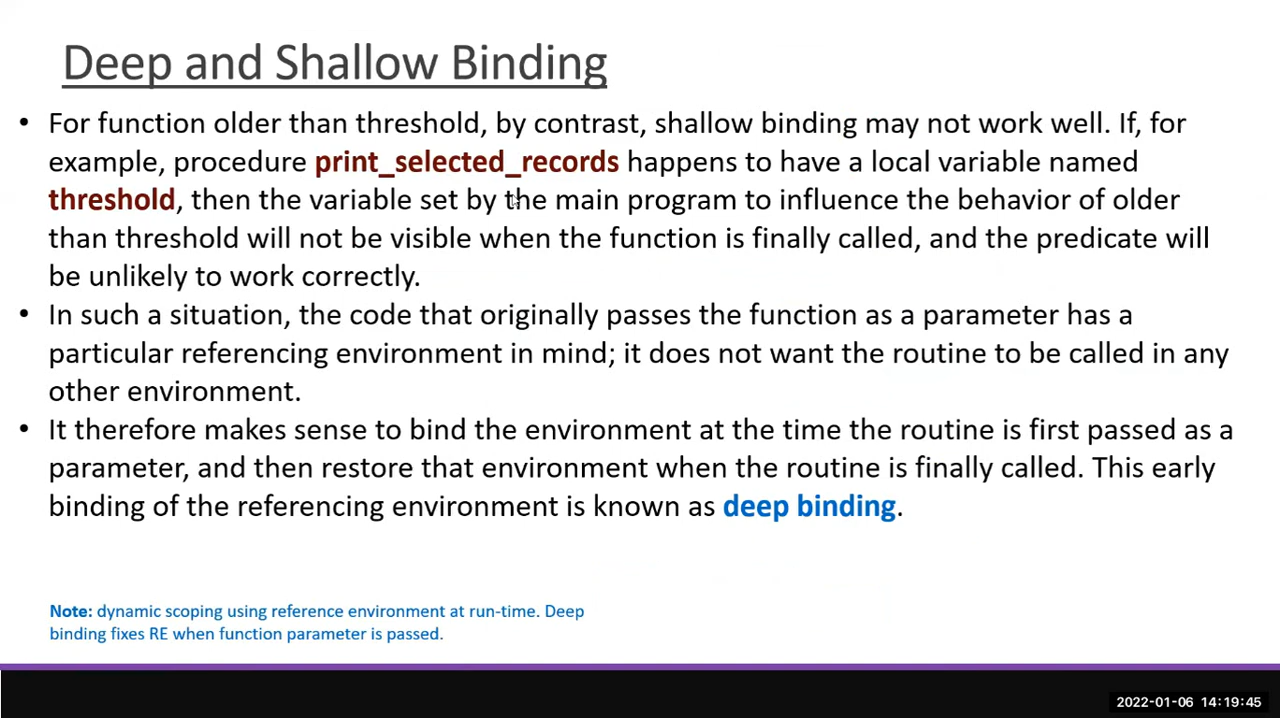 Deep and Shallow Binding
• For function older than threshold, by contrast, shallow binding may not work well. If, for
example, procedure print_selected_records happens to have a local variable named
threshold, then the variable set by the main program to influence the behavior of older
than threshold will not be visible when the function is finally called, and the predicate will
be unlikely to work correctly.
• In such a situation, the code that originally passes the function as a parameter has a
particular referencing environment in mind; it does not want the routine to be called in any
other environment.
• It therefore makes sense to bind the environment at the time the routine is first passed as a
parameter, and then restore that environment when the routine is finally called. This early
binding of the referencing environment is known as deep binding.
Note: dynamic scoping using reference environment at run-time. Deep
binding fixes RE when function parameter is passed.
2022-01-06 14:19:45